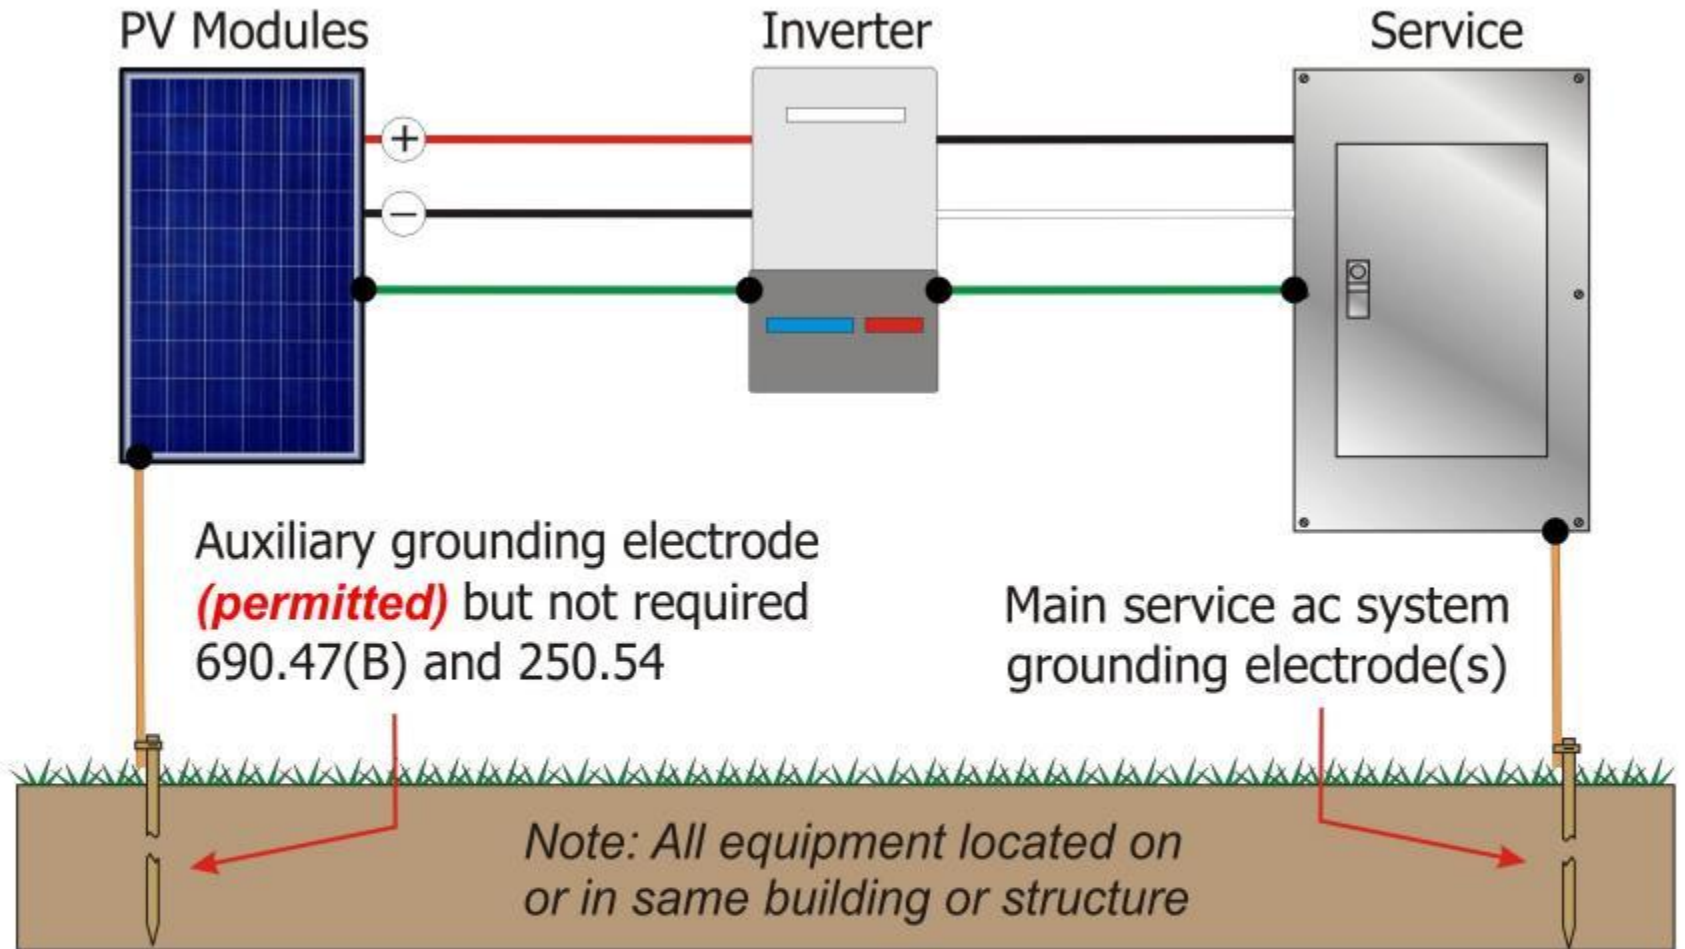 PV Modules
Inverter
Service
+
−
Auxiliary grounding electrode
(permitted) but not required
690.47(B) and 250.54
Main service ac system
grounding electrode(s)
Note: All equipment located on
or in same building or structure